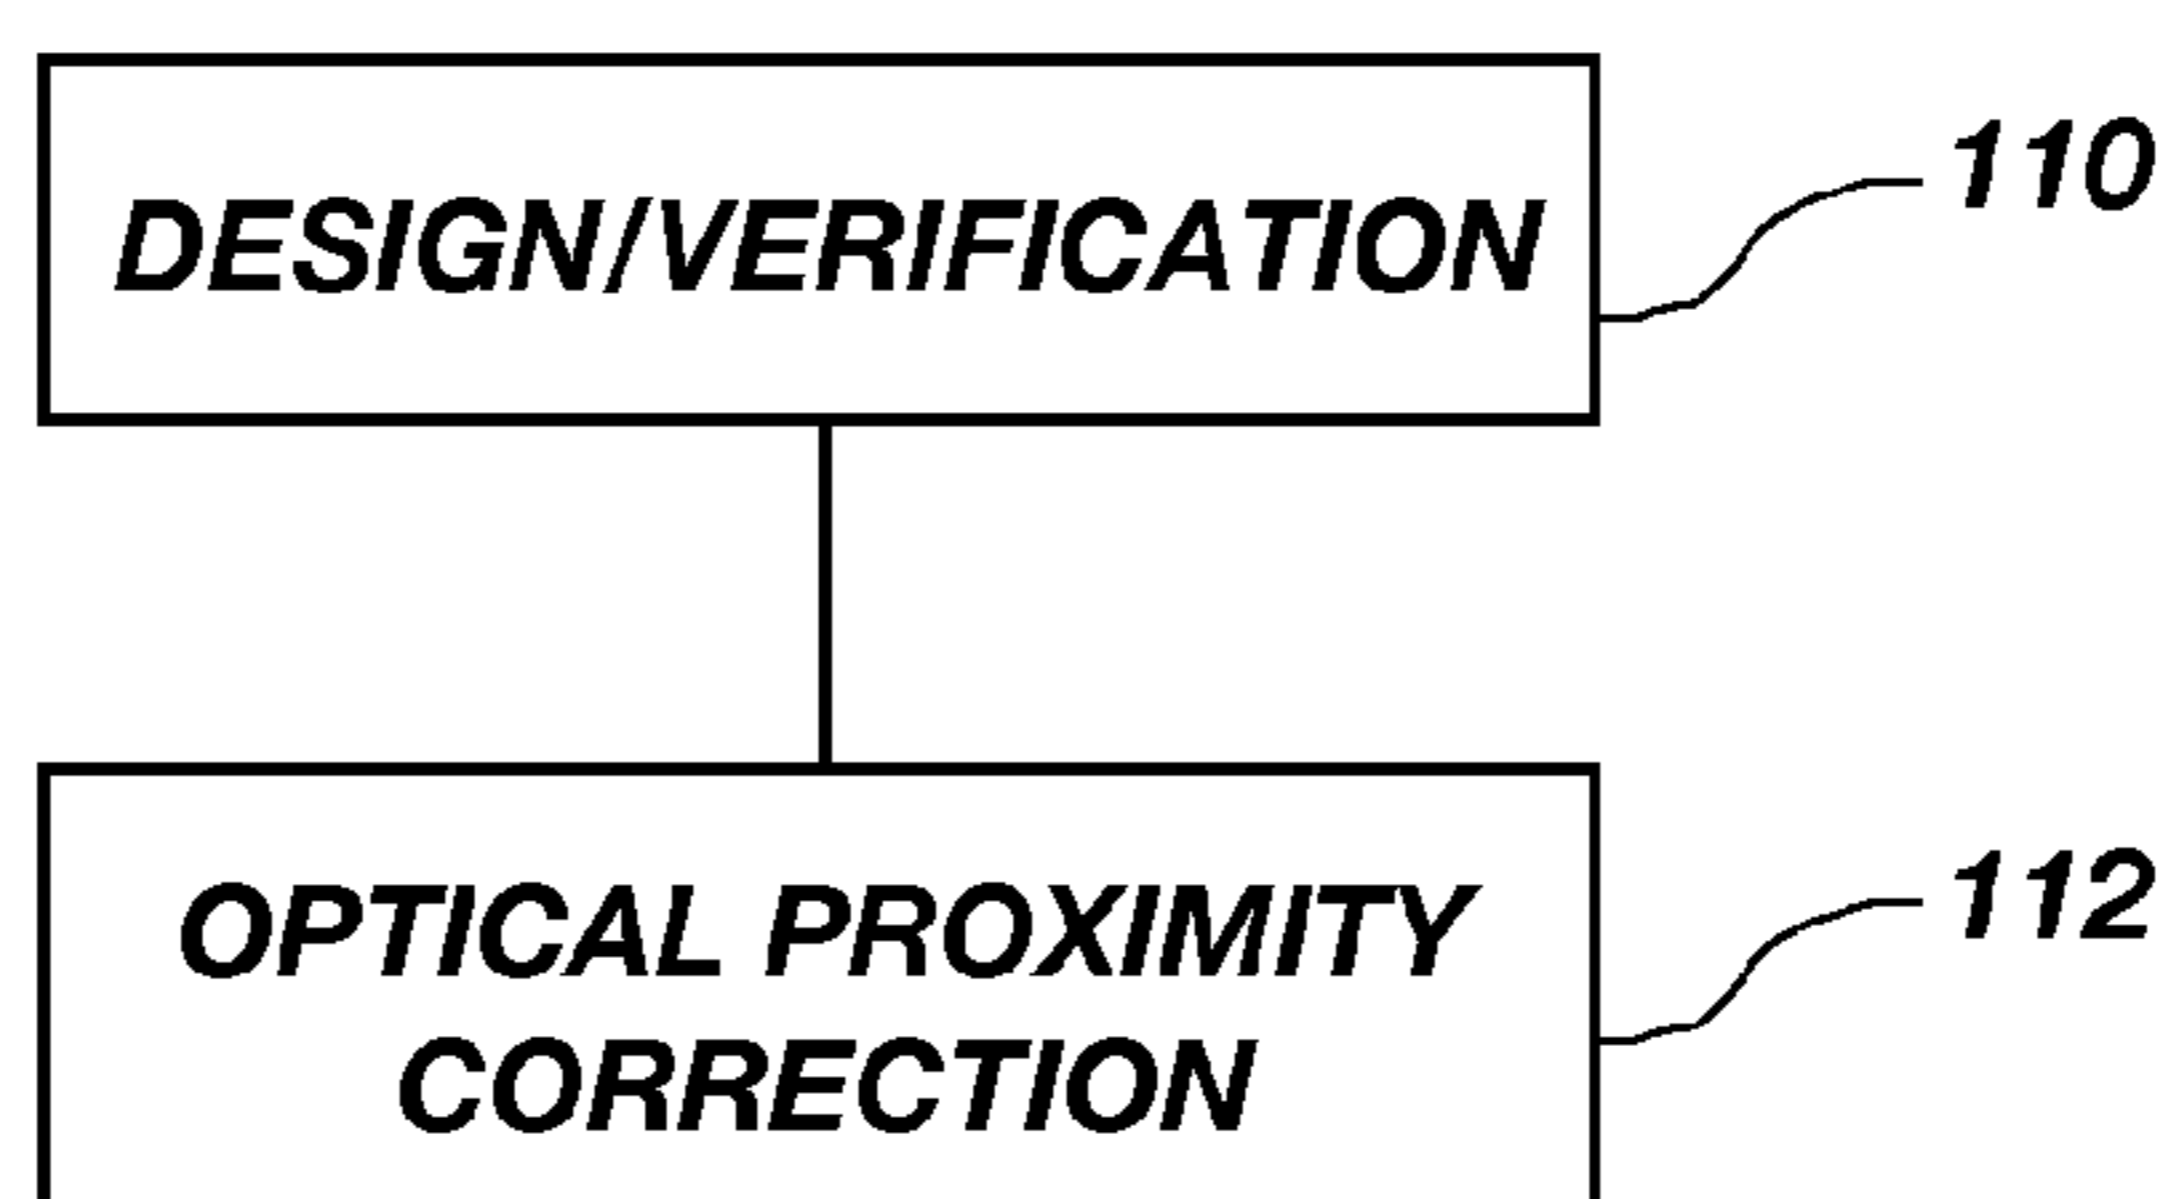 DESIGN/VERIFICATION
110
OPTICAL PROXIMITY
CORRECTION
112